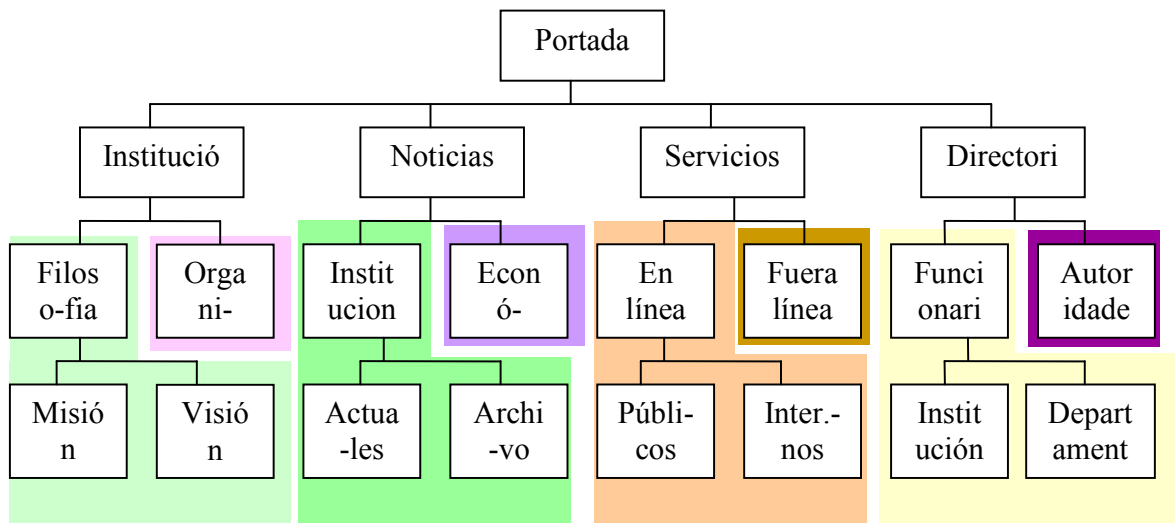 Portada
Institució
Noticias
Servicios
Directori
Filos
o-fia
Orga
ni-
Instit
ucion
Econ
ó-
En
línea
Fuera
línea
Funci
onari
Autor
idade
Misió
n
Visió
n
Actua
-les
Archi
-vo
Públi-
cos
Inter.-
nos
Instit
ución
Depart
ament